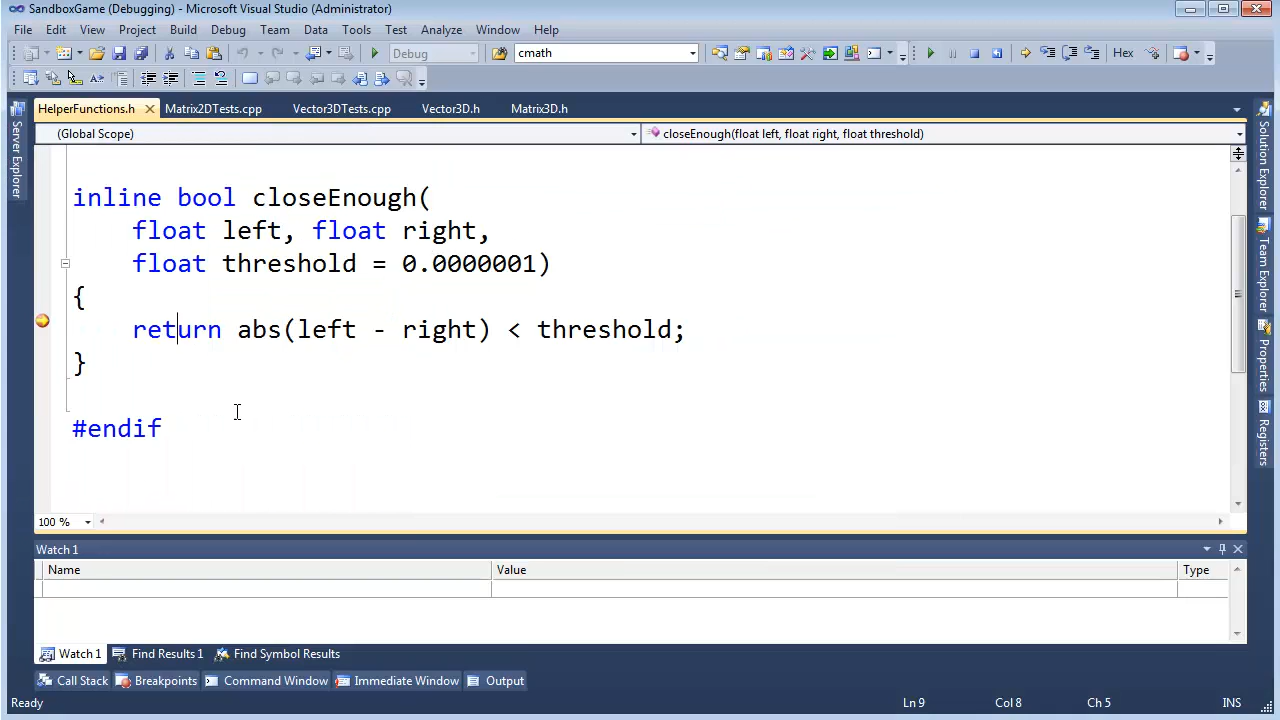 SandboxGame (Debugging) - Microsoft Visual Studio (Administrator)
File Edit View Project Build Debug Team Data Tools Test Analyze Window Help
Debug cmath Hex
HelperFunctions.h Matrix2DTests.cpp Vector3DTests.cpp Vector3D.h Matrix3D.h
(Global Scope) closeEnough(float left, float right, float threshold)
inline bool closeEnough(
float left, float right,
float threshold = 0.0000001)
{
return abs(left - right) < threshold;
}
#endif
100 %
Watch 1
Name Value Type
Watch 1 Find Results 1 Find Symbol Results
Call Stack Breakpoints Command Window Immediate Window Output
Ready Ln 9 Col 8 Ch 5 INS
Server Explorer
Solution Explorer
Team Explorer
Properties
Registers